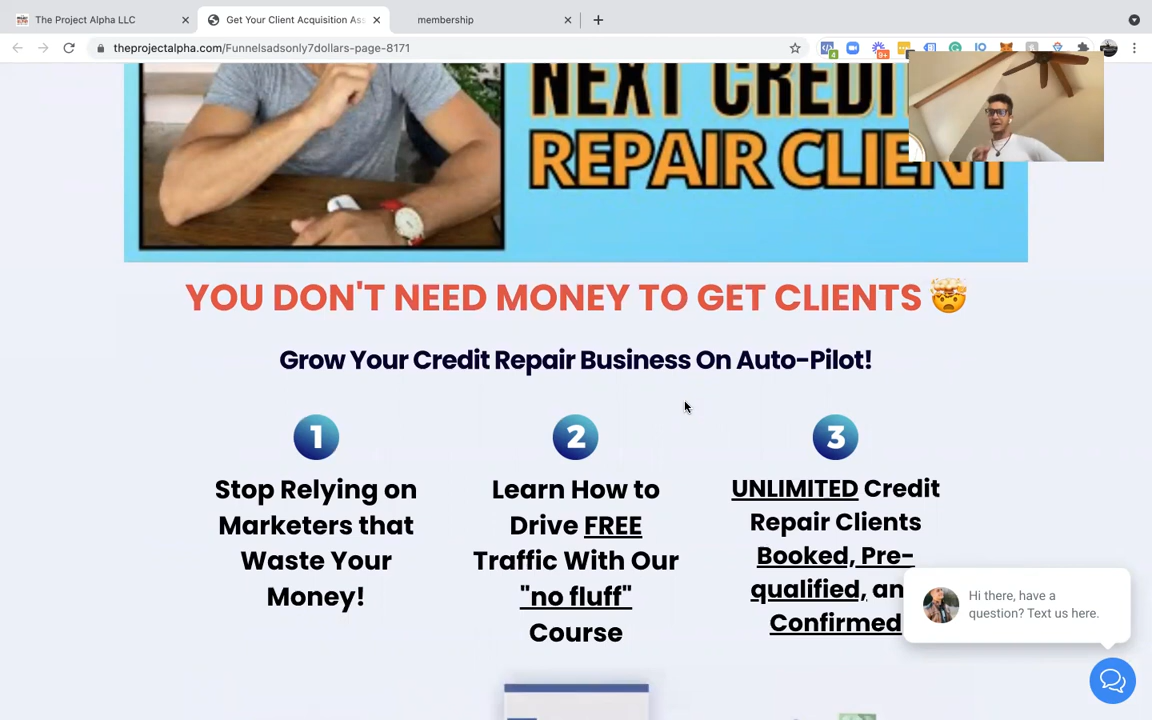 The Project Alpha LLC
Get Your Client Acquisition Ass
membership
theprojectalpha.com/Funnelsadsonly7dollars-page-8171
NEXT CREDI
REPAIR CLIENT
YOU DON'T NEED MONEY TO GET CLIENTS
Grow Your Credit Repair Business On Auto-Pilot!
1
Stop Relying on
Marketers that
Waste Your
Money!
2
Learn How to
Drive FREE
Traffic With Our
"no fluff"
Course
3
UNLIMITED Credit
Repair Clients
Booked, Pre-
qualified, an
Confirmed
Hi there, have a
question? Text us here.